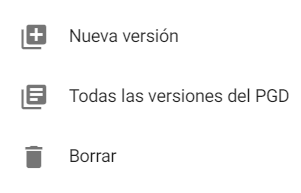 Nueva versión
Todas las versiones del PGD
Borrar